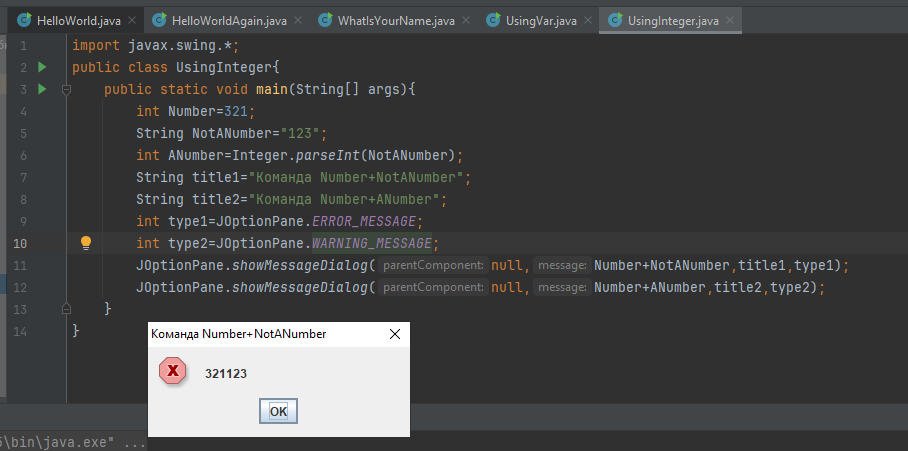 HelloWorld.java HelloWorldAgain.java WhatIsYourName.java UsingVar.java UsingInteger.java
1 import javax.swing.*;
2 public class UsingInteger{
3 public static void main(String[] args){
4 int Number=321;
5 String NotANumber="123";
6 int ANumber=Integer.parseInt(NotANumber);
7 String title1="Команда Number+NotANumber";
8 String title2="Команда Number+ANumber";
9 int type1=JOptionPane.ERROR_MESSAGE;
10 int type2=JOptionPane.WARNING_MESSAGE;
11 JOptionPane.showMessageDialog( parentComponent: null, message: Number+NotANumber,title1,type1);
12 JOptionPane.showMessageDialog( parentComponent: null, message: Number+ANumber,title2,type2);
13 }
14 }
Команда Number+NotANumber
321123
OK
\bin\java.exe" ...